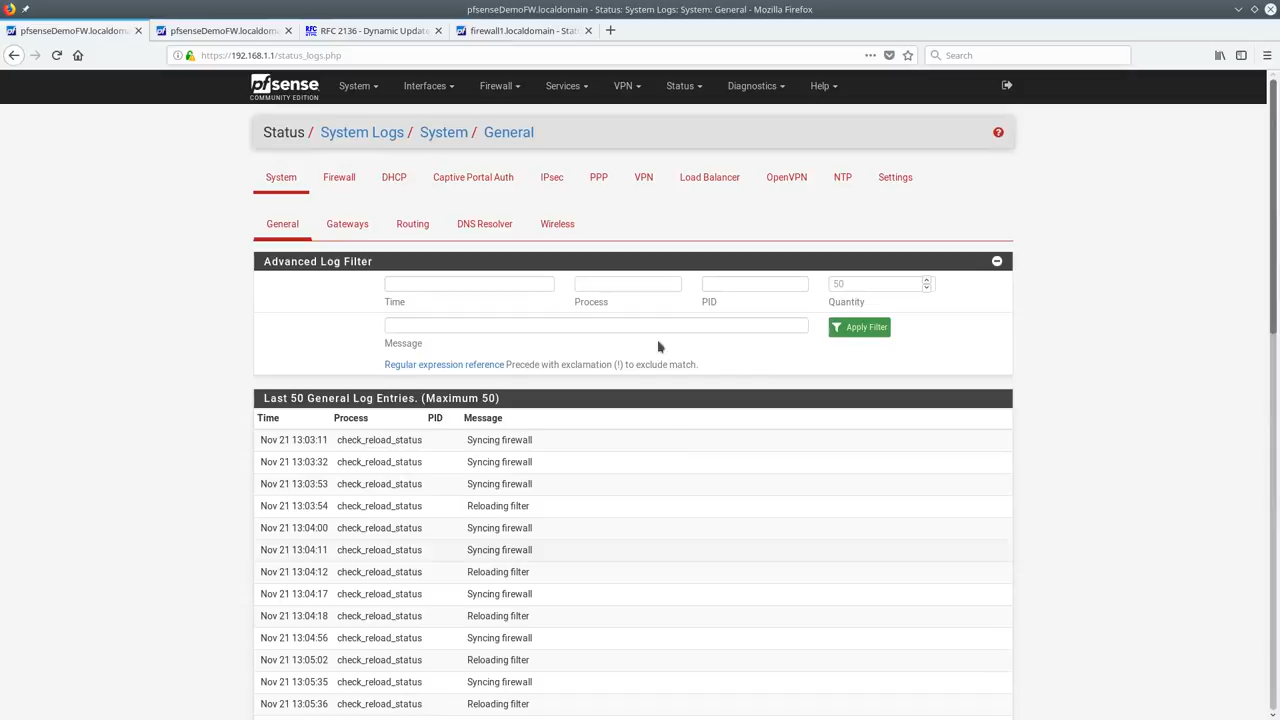 pfsenseDemoFW.localdomain - Status: System Logs: System: General - Mozilla Firefox
pfsenseDemoFW.localdomain
pfsenseDemoFW.localdomain
RFC 2136 - Dynamic Update
firewall1.localdomain - Stat
https://192.168.1.1/status_logs.php
Search
pfsense
COMMUNITY EDITION
System Interfaces Firewall Services VPN Status Diagnostics Help
Status / System Logs / System / General
System Firewall DHCP Captive Portal Auth IPsec PPP VPN Load Balancer OpenVPN NTP Settings
General Gateways Routing DNS Resolver Wireless
Advanced Log Filter
50
Time Process PID Quantity
Apply Filter
Message
Regular expression reference Precede with exclamation (!) to exclude match.
Last 50 General Log Entries. (Maximum 50)
Time Process PID Message
Nov 21 13:03:11 check_reload_status Syncing firewall
Nov 21 13:03:32 check_reload_status Syncing firewall
Nov 21 13:03:53 check_reload_status Syncing firewall
Nov 21 13:03:54 check_reload_status Reloading filter
Nov 21 13:04:00 check_reload_status Syncing firewall
Nov 21 13:04:11 check_reload_status Syncing firewall
Nov 21 13:04:12 check_reload_status Reloading filter
Nov 21 13:04:17 check_reload_status Syncing firewall
Nov 21 13:04:18 check_reload_status Reloading filter
Nov 21 13:04:56 check_reload_status Syncing firewall
Nov 21 13:05:02 check_reload_status Reloading filter
Nov 21 13:05:35 check_reload_status Syncing firewall
Nov 21 13:05:36 check_reload_status Reloading filter